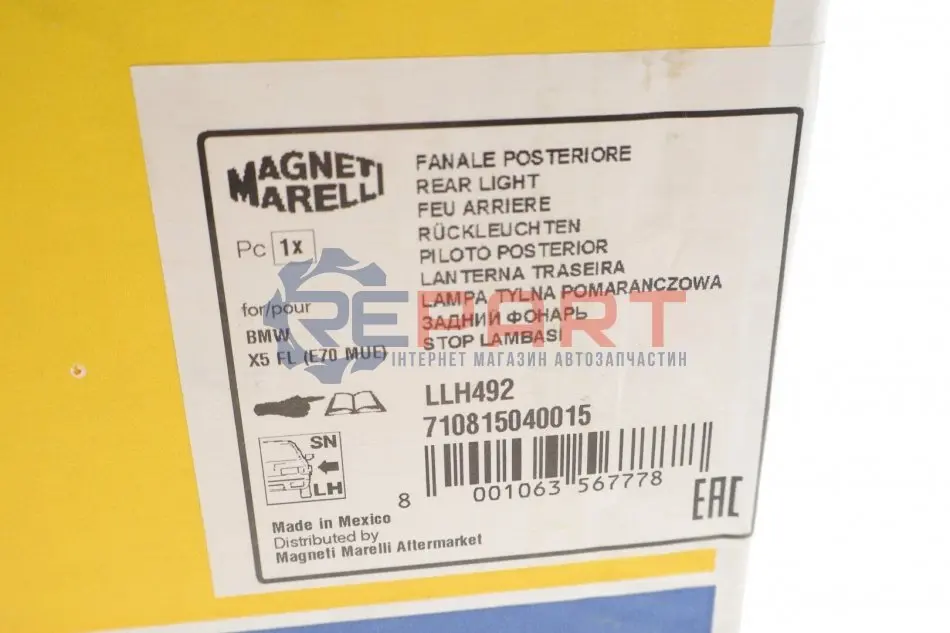 MAGNETI
MARELLI
Pc 1x
for/pour
BMW
X5 FL (E70 MUE)
FANALE POSTERIORE
REAR LIGHT
FEU ARRIERE
RÜCKLEUCHTEN
PILOTO POSTERIOR
LANTERNA TRASEIRA
LAMPA TYLNA POMARANCZOWA
ЗАДНИЙ ФОНАРЬ
STOP LAMBASI
REPART
ІНТЕРНЕТ МАГАЗИН АВТОЗАПЧАСТИН
LLH492
710815040015
8 001063 567778
SN
LH
EAC
Made in Mexico
Distributed by
Magneti Marelli Aftermarket